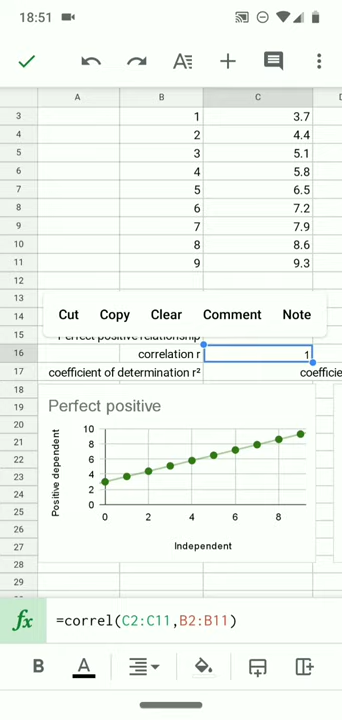 18:51
A B C D
3 1 3.7
4 2 4.4
5 3 5.1
6 4 5.8
7 5 6.5
8 6 7.2
9 7 7.9
10 8 8.6
11 9 9.3
12
13
14 Cut Copy Clear Comment Note
15 Perfect positive relationship
16 correlation r 1
17 coefficient of determination r² coefficie
18
19 Perfect positive
20
21
22
23
24
25
26
27
28
29
Positive dependent
10
8
6
4
2
0
0 2 4 6 8
Independent
fx =correl(C2:C11,B2:B11)
B A